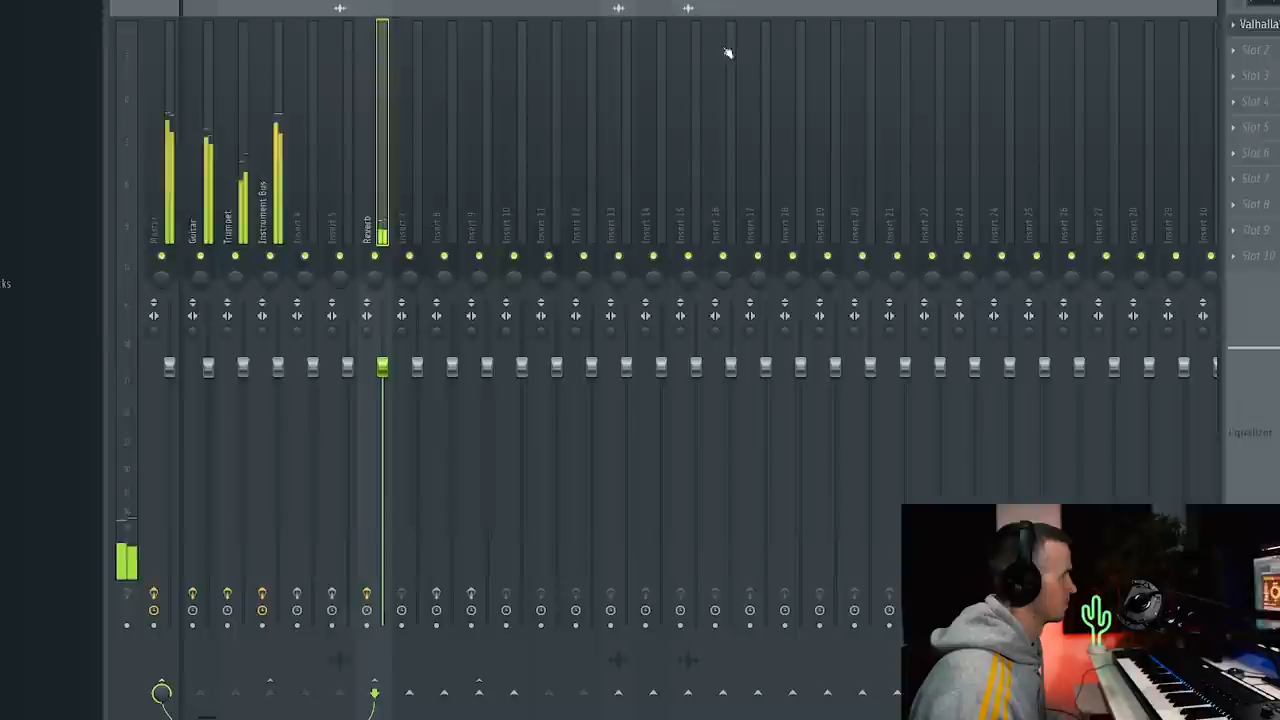 Valhalla
Slot 2
Slot 3
Slot 4
Slot 5
Slot 6
Slot 7
Slot 8
Slot 9
Slot 10
Master
Guitar
Trumpet
Instrument Bus
Insert 4
Insert 5
Reverb
Insert 7
Insert 8
Insert 9
Insert 10
Insert 11
Insert 12
Insert 13
Insert 14
Insert 15
Insert 16
Insert 17
Insert 18
Insert 19
Insert 20
Insert 21
Insert 22
Insert 23
Insert 24
Insert 25
Insert 26
Insert 27
Insert 28
Insert 29
Insert 30
cks
Equalizer